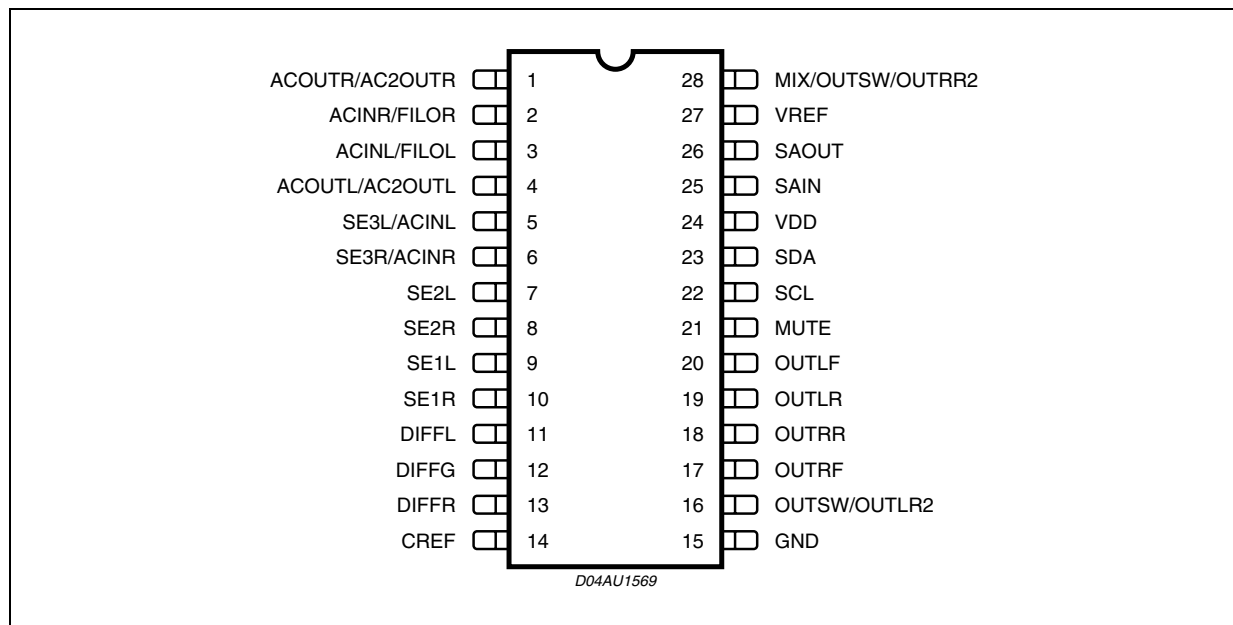 ACOUTR/AC2OUTR 1 28 MIX/OUTSW/OUTRR2
ACINR/FILOR 2 27 VREF
ACINL/FILOL 3 26 SAOUT
ACOUTL/AC2OUTL 4 25 SAIN
SE3L/ACINL 5 24 VDD
SE3R/ACINR 6 23 SDA
SE2L 7 22 SCL
SE2R 8 21 MUTE
SE1L 9 20 OUTLF
SE1R 10 19 OUTLR
DIFFL 11 18 OUTRR
DIFFG 12 17 OUTRF
DIFFR 13 16 OUTSW/OUTLR2
CREF 14 15 GND
D04AU1569